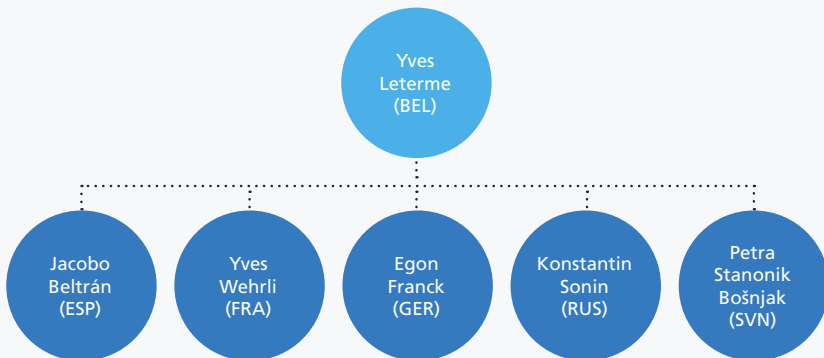 Yves
Leterme
(BEL)
Jacobo
Beltrán
(ESP)
Yves
Wehrli
(FRA)
Egon
Franck
(GER)
Konstantin
Sonin
(RUS)
Petra
Stanonik
Bošnjak
(SVN)